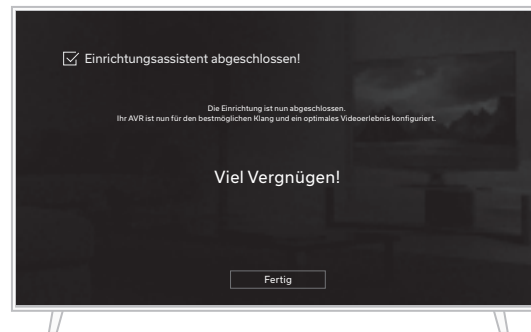 Einrichtungsassistent abgeschlossen!
Die Einrichtung ist nun abgeschlossen.
Ihr AVR ist nun für den bestmöglichen Klang und ein optimales Videoerlebnis konfiguriert.
Viel Vergnügen!
Fertig